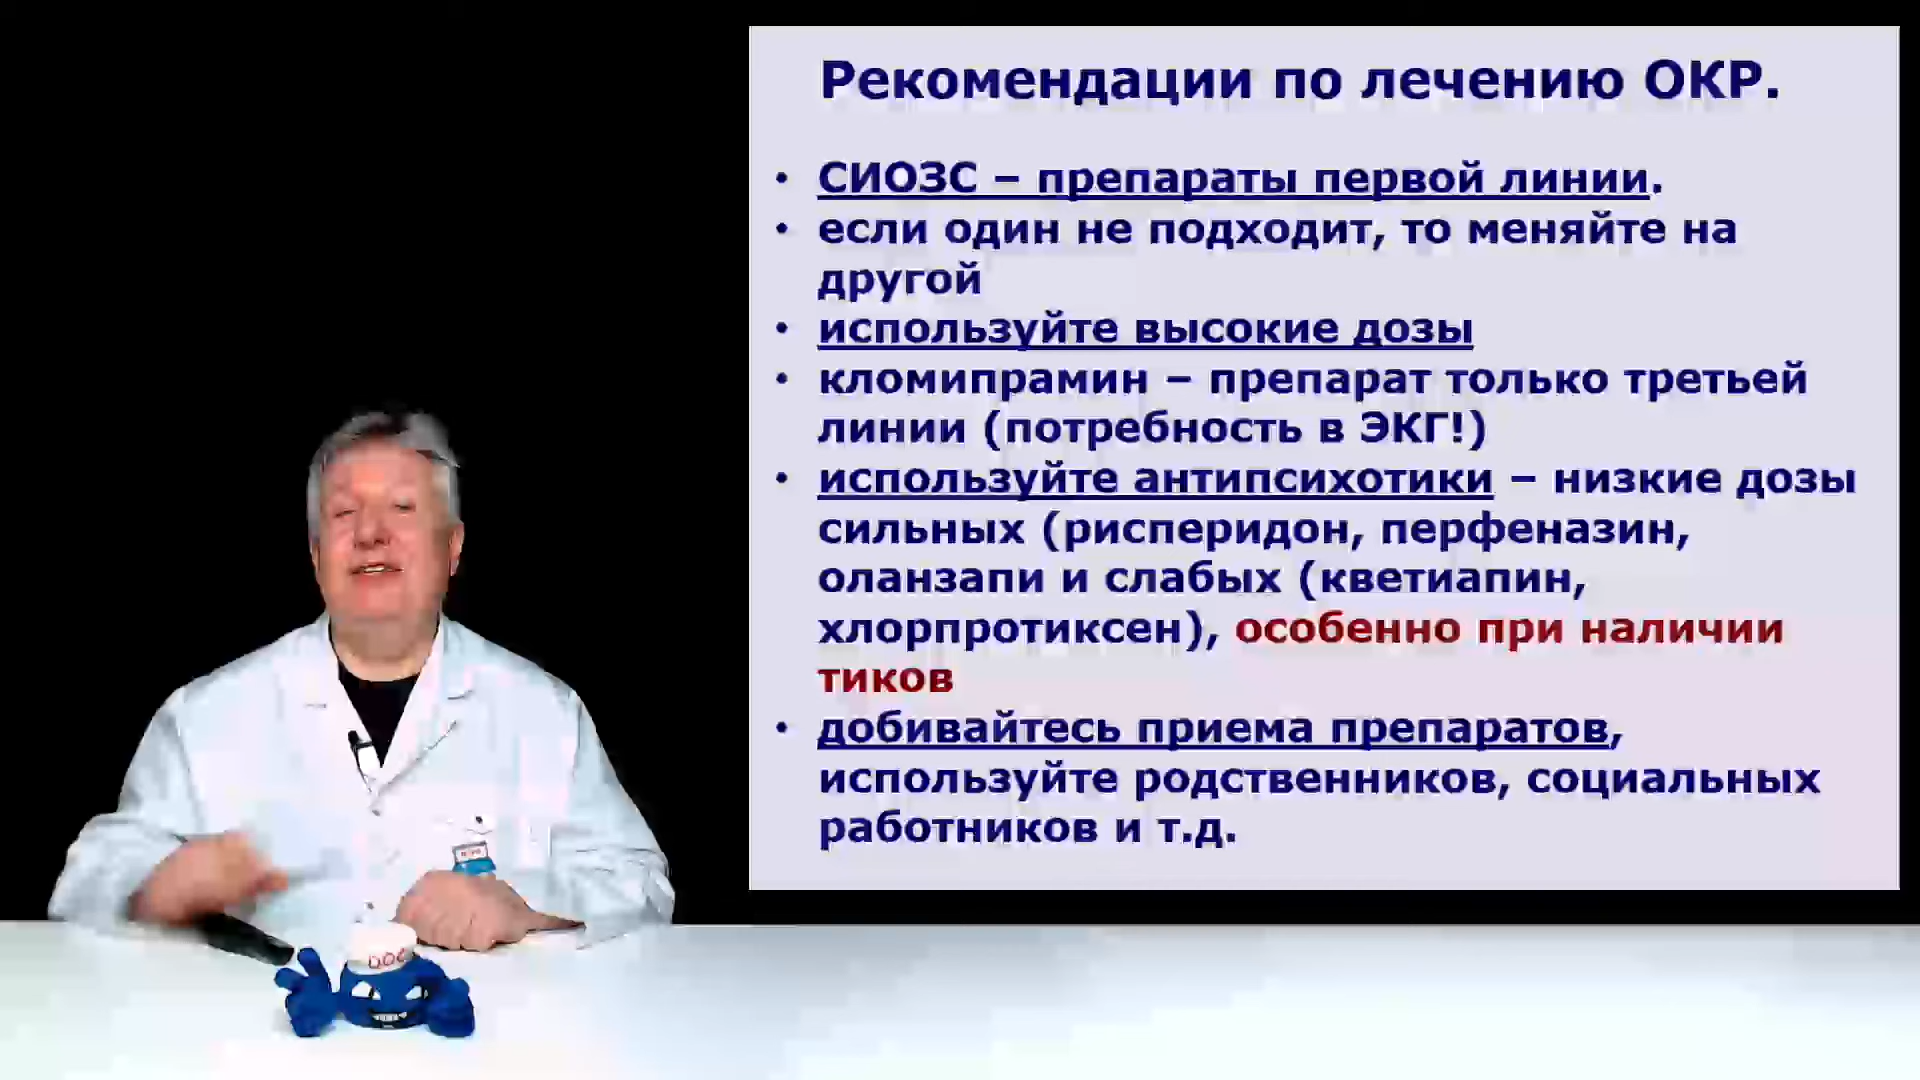 Рекомендации по лечению ОКР.
• СИОЗС – препараты первой линии.
• если один не подходит, то меняйте на
другой
• используйте высокие дозы
• кломипрамин – препарат только третьей
линии (потребность в ЭКГ!)
• используйте антипсихотики – низкие дозы
сильных (рисперидон, перфеназин,
оланзапи и слабых (кветиапин,
хлорпротиксен), особенно при наличии
тиков
• добивайтесь приема препаратов,
используйте родственников, социальных
работников и т.д.
DOC